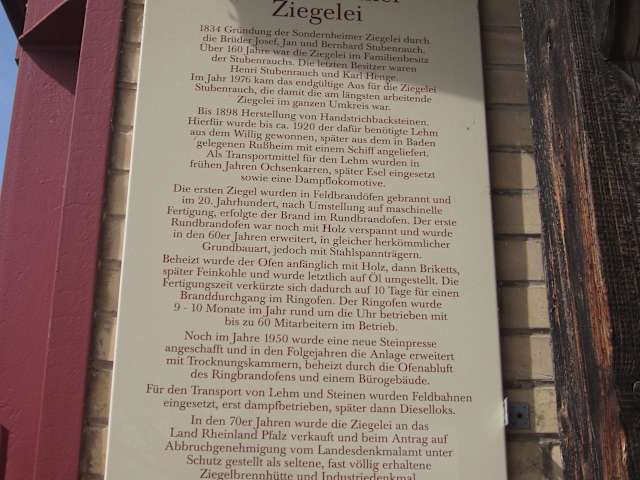 Ziegelei
1834 Gründung der Sondernheimer Ziegelei durch
die Brüder Josef, Jan und Bernhard Stubenrauch.
Über 160 Jahre war die Ziegelei im Familienbesitz
der Stubenrauchs. Die letzten Besitzer waren
Henri Stubenrauch und Karl Henge.
Im Jahr 1976 kam das endgültige Aus für die Ziegelei
Stubenrauch, die damit die am längsten arbeitende
Ziegelei im ganzen Umkreis war.
Bis 1898 Herstellung von Handstrichbacksteinen.
Hierfür wurde bis ca. 1920 der dafür benötigte Lehm
aus dem Willig gewonnen, später aus dem in Baden
gelegenen Rußheim mit einem Schiff angeliefert.
Als Transportmittel für den Lehm wurden in
frühen Jahren Ochsenkarren, später Esel eingesetzt
sowie eine Dampflokomotive.
Die ersten Ziegel wurden in Feldbrandöfen gebrannt und
im 20. Jahrhundert, nach Umstellung auf maschinelle
Fertigung, erfolgte der Brand im Rundbrandofen. Der erste
Rundbrandofen war noch mit Holz verspannt und wurde
in den 60er Jahren erweitert, in gleicher herkömmlicher
Grundbauart, jedoch mit Stahlspannträgern.
Beheizt wurde der Ofen anfänglich mit Holz, dann Briketts,
später Feinkohle und wurde letztlich auf Öl umgestellt. Die
Fertigungszeit verkürzte sich dadurch auf 10 Tage für einen
Branddurchgang im Ringofen. Der Ringofen wurde
9 - 10 Monate im Jahr rund um die Uhr betrieben mit
bis zu 60 Mitarbeitern im Betrieb.
Noch im Jahre 1950 wurde eine neue Steinpresse
angeschafft und in den Folgejahren die Anlage erweitert
mit Trocknungskammern, beheizt durch die Ofenabluft
des Ringbrandofens und einem Bürogebäude.
Für den Transport von Lehm und Steinen wurden Feldbahnen
eingesetzt, erst dampfbetrieben, später dann Dieselloks.
In den 70er Jahren wurde die Ziegelei an das
Land Rheinland Pfalz verkauft und beim Antrag auf
Abbruchgenehmigung vom Landesdenkmalamt unter
Schutz gestellt als seltene, fast völlig erhaltene
Ziegelbrennhütte und Industriedenkmal